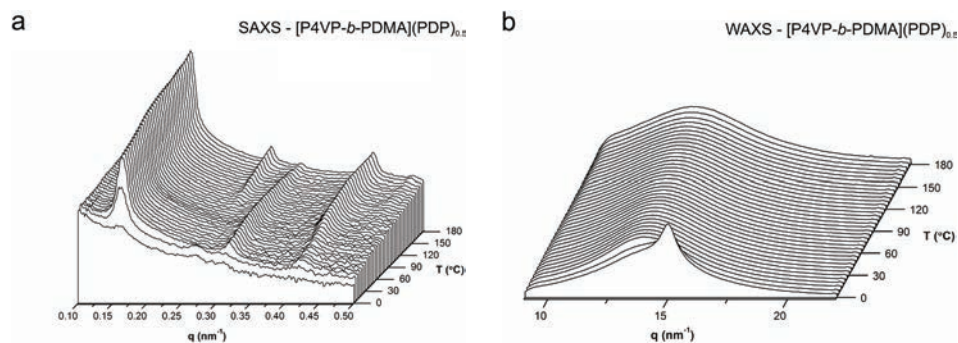 a
SAXS - [P4VP-b-PDMA](PDP)0.8
180
150
120
90
60
30
0
T (°C)
0.10 0.15 0.20 0.25 0.30 0.35 0.40 0.45 0.50
q (nm-1)
b
WAXS - [P4VP-b-PDMA](PDP)0.8
180
150
120
90
60
30
0
T (°C)
10 15 20
q (nm-1)